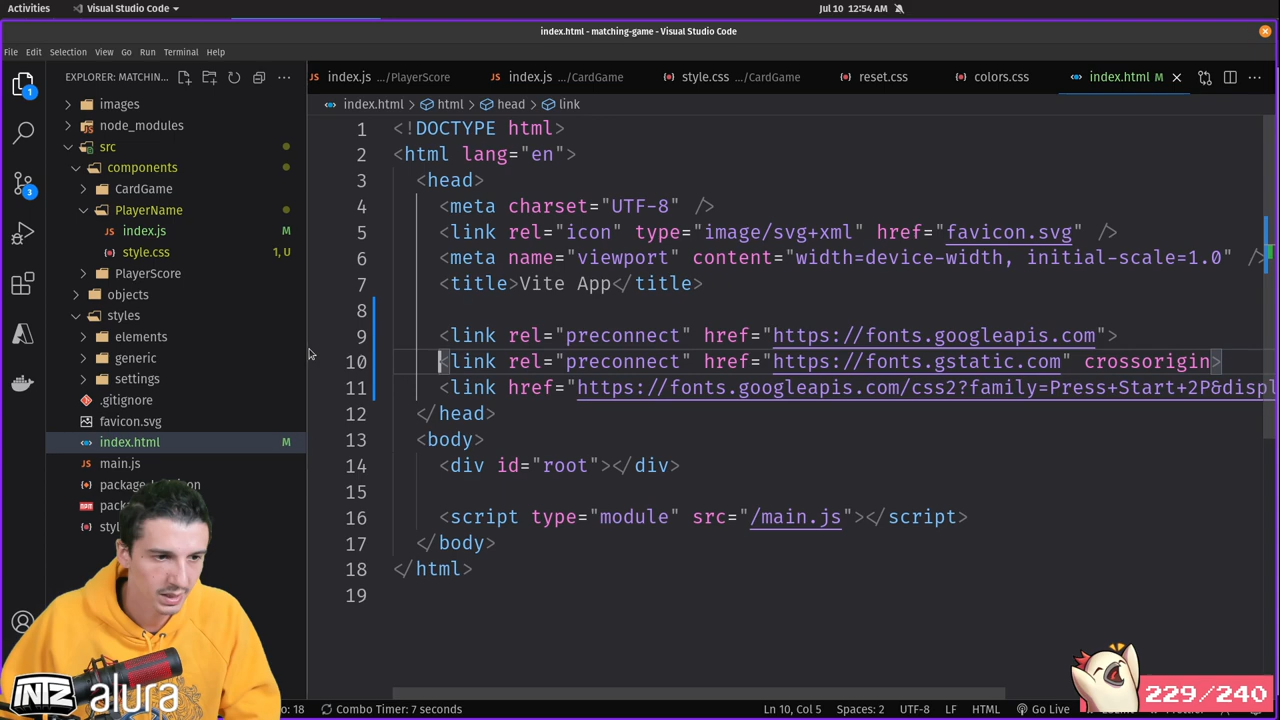 Activities
Visual Studio Code
Jul 10 12:54 AM
index.html - matching-game - Visual Studio Code
File Edit Selection View Go Run Terminal Help
EXPLORER: MATCHIN...
index.js .../PlayerScore
index.js .../CardGame
style.css .../CardGame
reset.css
colors.css
index.html M
index.html
html
head
link
images
node_modules
src
components
CardGame
PlayerName
index.js M
style.css 1, U
PlayerScore
objects
styles
elements
generic
settings
.gitignore
favicon.svg
index.html M
main.js
1
3
1 <!DOCTYPE html>
2 <html lang="en">
3 <head>
4 <meta charset="UTF-8" />
5 <link rel="icon" type="image/svg+xml" href="favicon.svg" />
6 <meta name="viewport" content="width=device-width, initial-scale=1.0" />
7 <title>Vite App</title>
8
9 <link rel="preconnect" href="https://fonts.googleapis.com">
10 <link rel="preconnect" href="https://fonts.gstatic.com" crossorigin>
11 <link href="https://fonts.googleapis.com/css2?family=Press+Start+2P&displ
12 </head>
13 <body>
14 <div id="root"></div>
15
16 <script type="module" src="/main.js"></script>
17 </body>
18 </html>
19
INTZ alura
229/240
Combo Timer: 7 seconds
Ln 10, Col 5
Spaces: 2
UTF-8
LF
HTML
Go Live